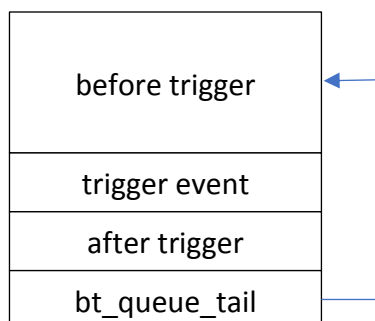 before trigger
trigger event
after trigger
bt_queue_tail